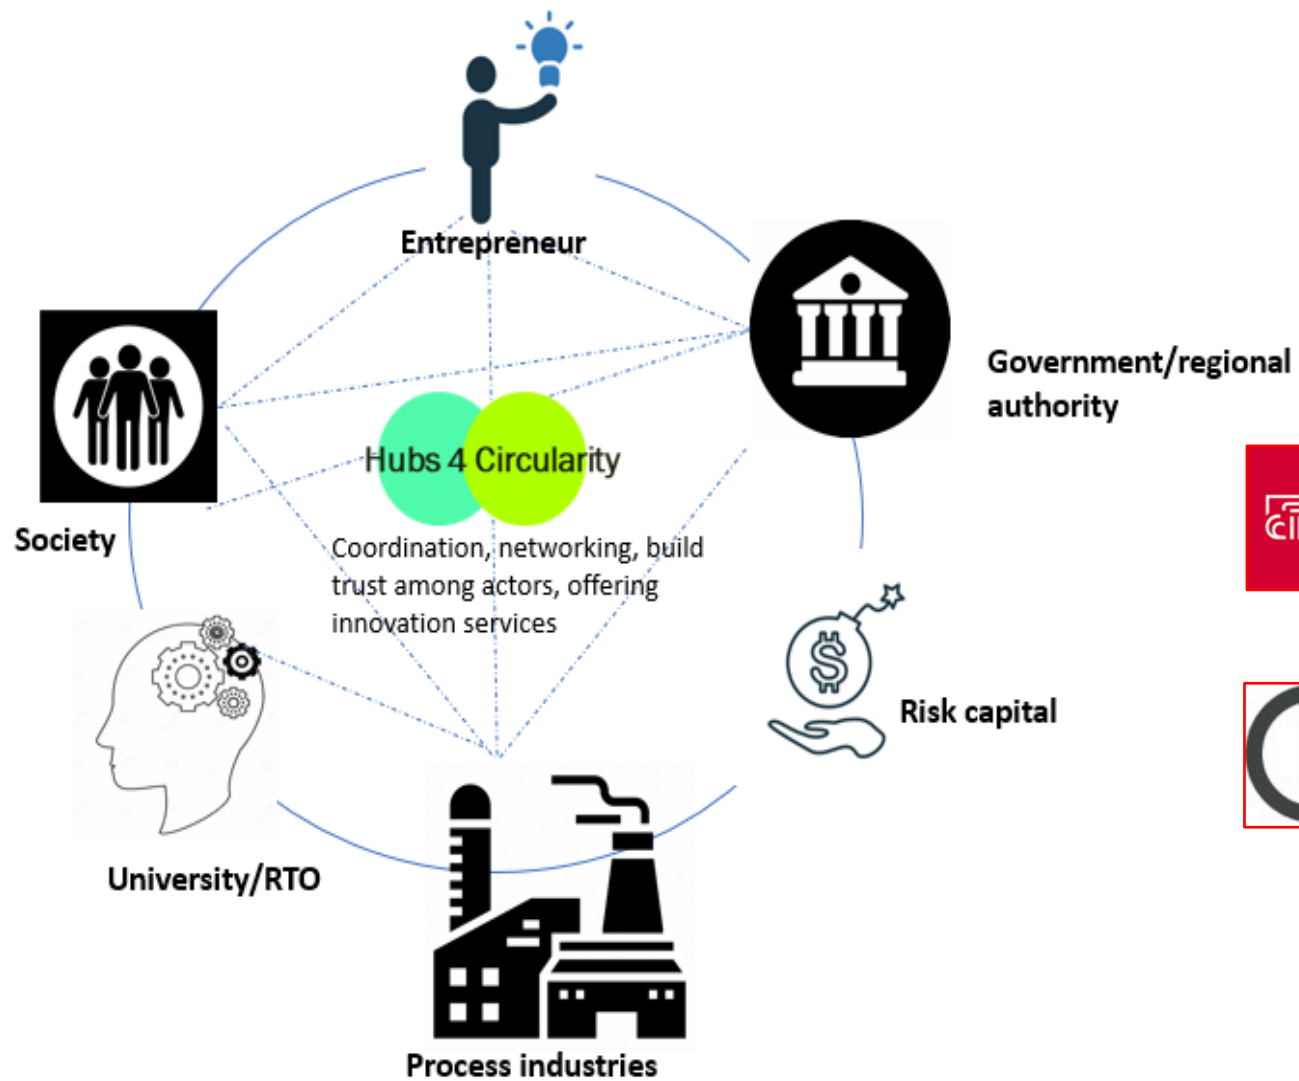 Entrepreneur
Government/regional
authority
Hubs 4 Circularity
Society
Coordination, networking, build
trust among actors, offering
innovation services
$
Risk capital
University/RTO
Process industries